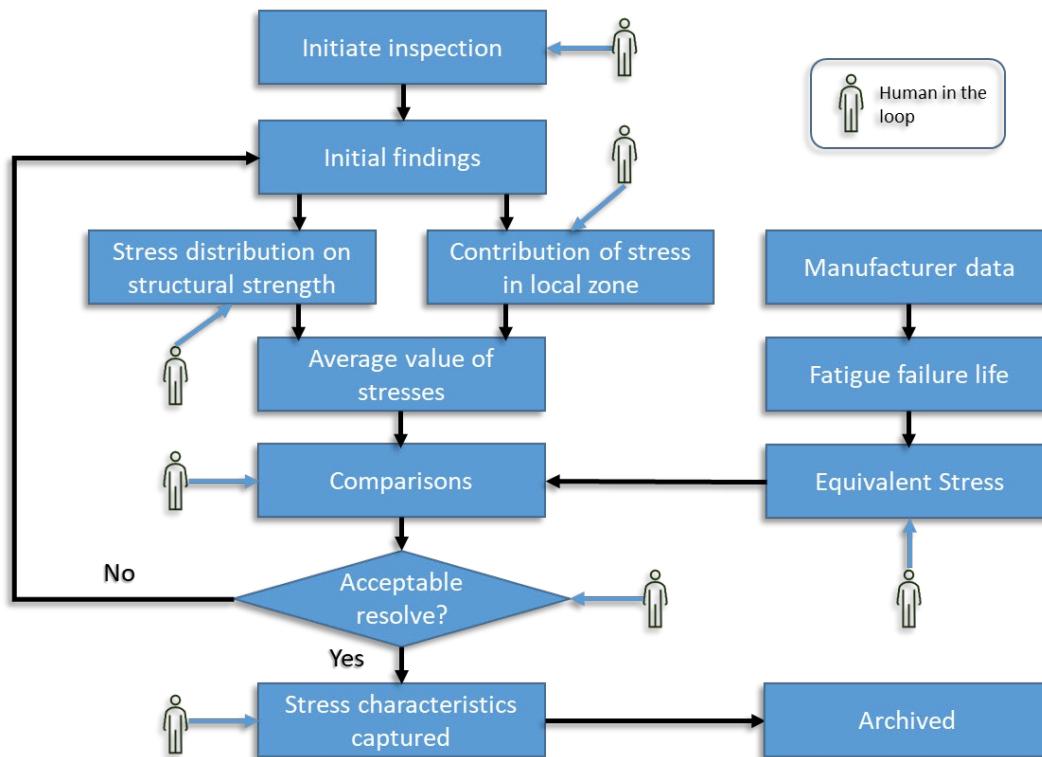 Initiate inspection
Human in the
loop
Initial findings
Stress distribution on
structural strength
Contribution of stress
in local zone
Manufacturer data
Average value of
stresses
Fatigue failure life
Comparisons
Equivalent Stress
No
Acceptable
resolve?
Yes
Stress characteristics
captured
Archived